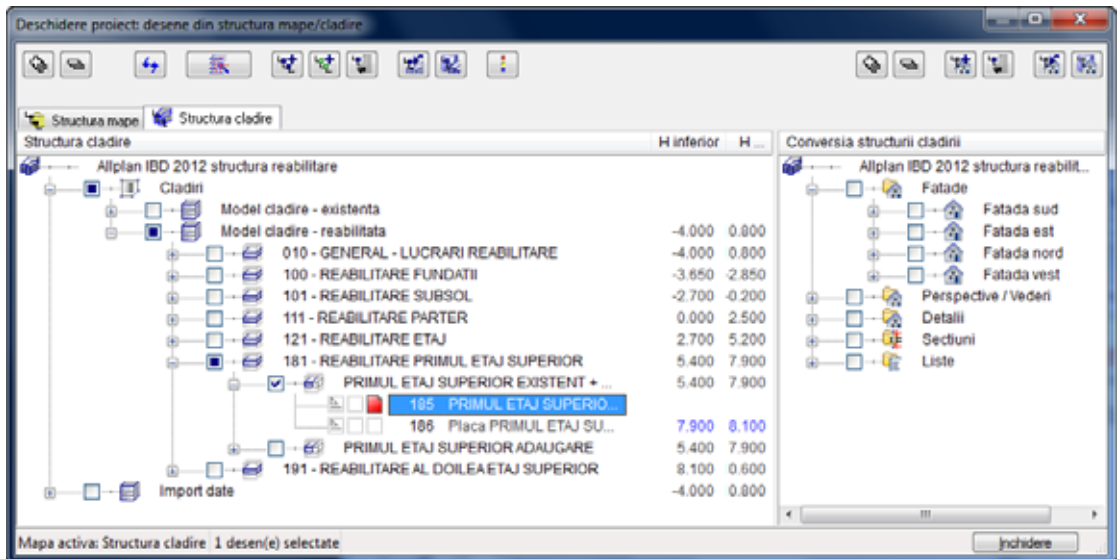 Deschidere proiect: desene din structura mape/cladire
Structura mape Structura cladire
Structura cladire H inferior H ... Conversia structurii cladirii
Allplan IBD 2012 structura reabilitare Allplan IBD 2012 structura reabilit...
Cladiri Fatade
Model cladire - existenta Fatada sud
Model cladire - reabilitata -4.000 0.800 Fatada est
010 - GENERAL - LUCRARI REABILITARE -4.000 0.800 Fatada nord
100 - REABILITARE FUNDATII -3.650 -2.850 Fatada vest
101 - REABILITARE SUBSOL -2.700 -0.200 Perspective / Vederi
111 - REABILITARE PARTER 0.000 2.500 Detalii
121 - REABILITARE ETAJ 2.700 5.200 Sectiuni
181 - REABILITARE PRIMUL ETAJ SUPERIOR 5.400 7.900 Liste
PRIMUL ETAJ SUPERIOR EXISTENT + ... 5.400 7.900
185 PRIMUL ETAJ SUPERIO...
186 Placa PRIMUL ETAJ SU... 7.900 8.100
PRIMUL ETAJ SUPERIOR ADAUGARE 5.400 7.900
191 - REABILITARE AL DOILEA ETAJ SUPERIOR 8.100 0.600
Import date -4.000 0.800
Mapa activa: Structura cladire 1 desen(e) selectate Inchidere